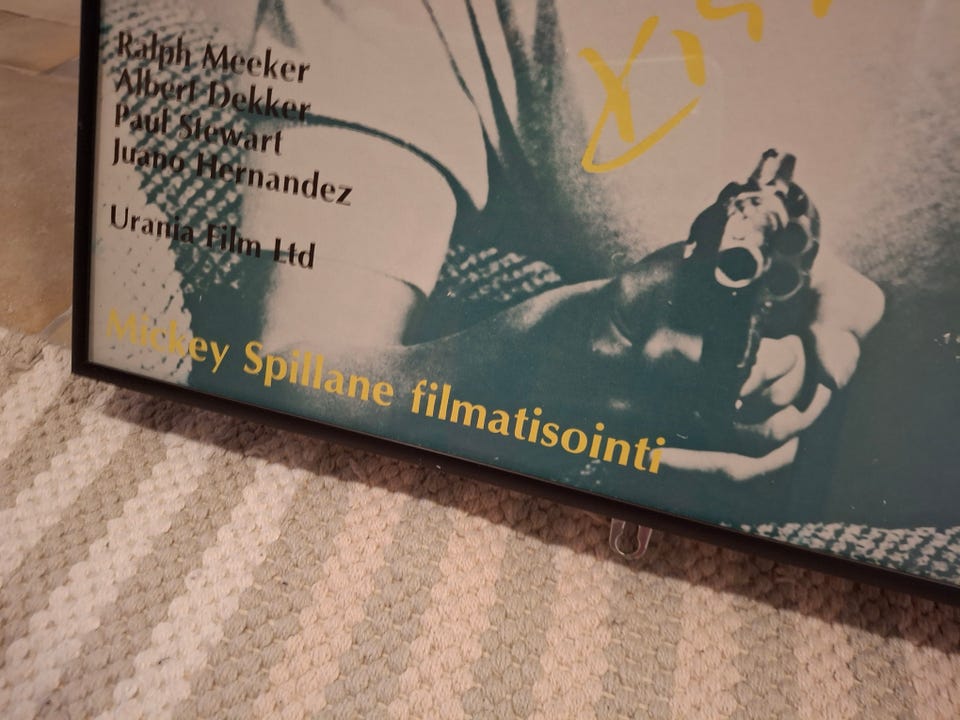 Ralph Meeker
Albert Dekker
Paul Stewart
Juano Hernandez
Urania Film Ltd
Mickey Spillane filmatisointi